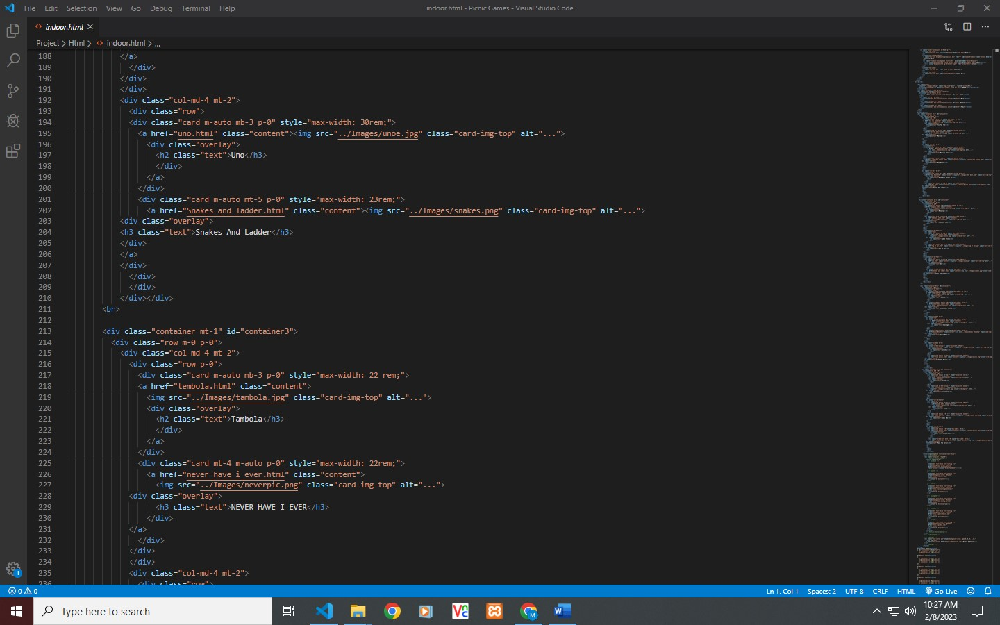 File Edit Selection View Go Debug Terminal Help indoor.html - Picnic Games - Visual Studio Code
indoor.html
Project > Html > indoor.html > ...
188 </a>
189 </div>
190 </div>
191 </div>
192 <div class="col-md-4 mt-2">
193 <div class="row">
194 <div class="card m-auto mb-3 p-0" style="max-width: 30rem;">
195 <a href="uno.html" class="content"><img src="../Images/unoe.jpg" class="card-img-top" alt="...">
196 <div class="overlay">
197 <h2 class="text">Uno</h3>
198 </div>
199 </a>
200 </div>
201 <div class="card m-auto mt-5 p-0" style="max-width: 23rem;">
202 <a href="Snakes and ladder.html" class="content"><img src="../Images/snakes.png" class="card-img-top" alt="...">
203 <div class="overlay">
204 <h3 class="text">Snakes And Ladder</h3>
205 </div>
206 </a>
207 </div>
208 </div>
209 </div>
210 </div></div>
211 <br>
212
213 <div class="container mt-1" id="container3">
214 <div class="row m-0 p-0">
215 <div class="col-md-4 mt-2">
216 <div class="row p-0">
217 <div class="card m-auto mb-3 p-0" style="max-width: 22 rem;">
218 <a href="tembola.html" class="content">
219 <img src="../Images/tambola.jpg" class="card-img-top" alt="...">
220 <div class="overlay">
221 <h2 class="text">Tambola</h3>
222 </div>
223 </a>
224 </div>
225 <div class="card mt-4 m-auto p-0" style="max-width: 22rem;">
226 <a href="never have i ever.html" class="content">
227 <img src="../Images/neverpic.png" class="card-img-top" alt="...">
228 <div class="overlay">
229 <h3 class="text">NEVER HAVE I EVER</h3>
230 </div>
231 </a>
232 </div>
233 </div>
234 </div>
235 <div class="col-md-4 mt-2">
236 <div class="row">
1
0 0 Ln 1, Col 1 Spaces: 2 UTF-8 CRLF HTML Go Live
Type here to search
10:27 AM
2/8/2023